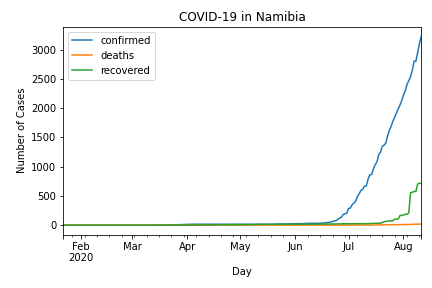 COVID-19 in Namibia
confirmed
deaths
recovered
Number of Cases
3000
2500
2000
1500
1000
500
0
Feb
2020
Mar
Apr
May
Jun
Jul
Aug
Day